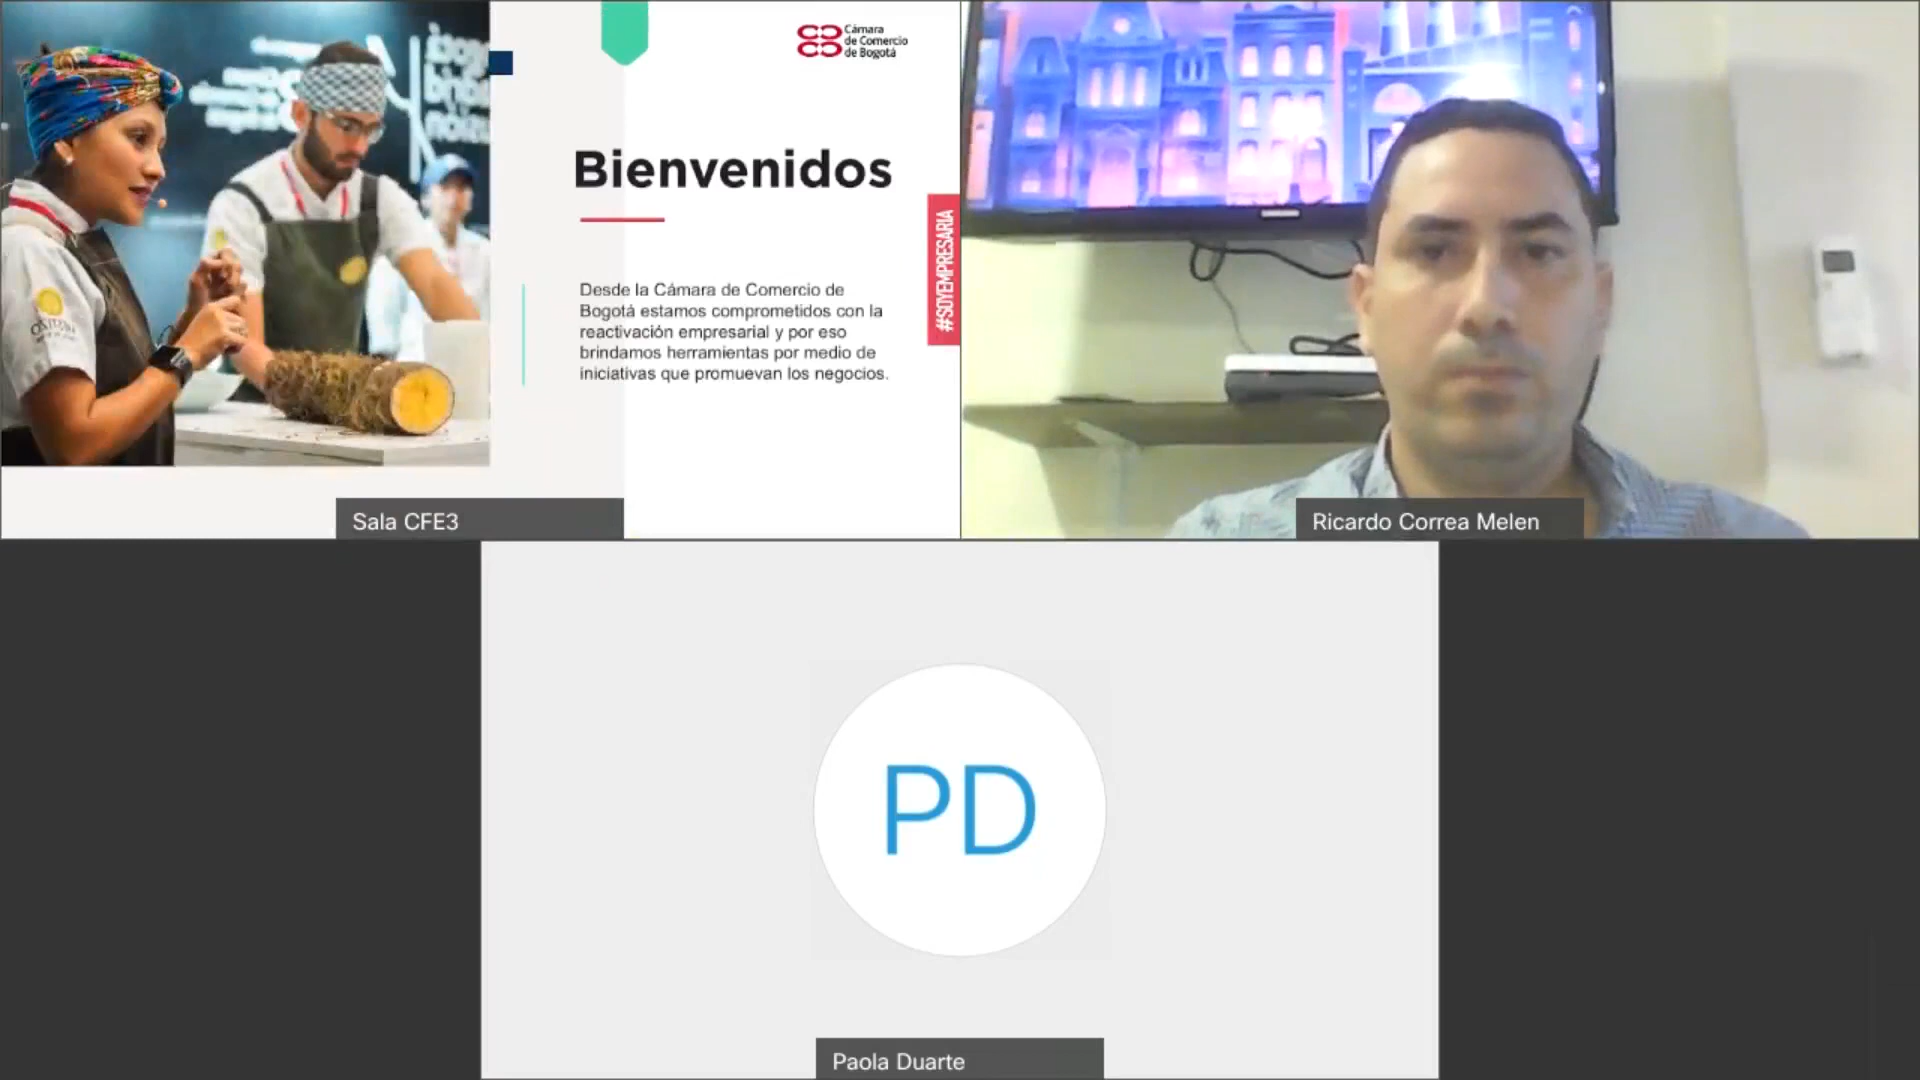 Cámara
de Comercio
de Bogotá
Bienvenidos
Desde la Cámara de Comercio de
Bogotá estamos comprometidos con la
reactivación empresarial y por eso
brindamos herramientas por medio de
iniciativas que promuevan los negocios.
#SOYEMPRESARIA
Sala CFE3
Ricardo Correa Melen
PD
Paola Duarte